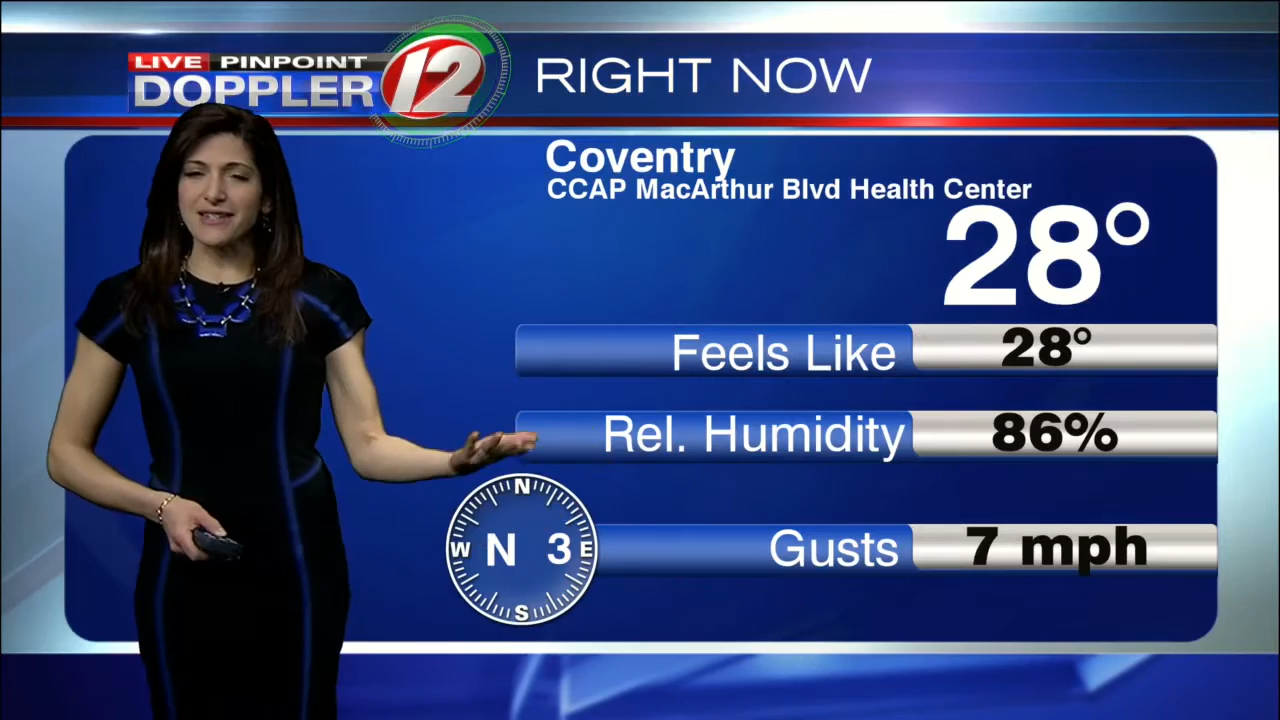 LIVE PINPOINT
DOPPLER 12
RIGHT NOW
Coventry
CCAP MacArthur Blvd Health Center
28°
Feels Like 28°
Rel. Humidity 86%
N
W N 3 E
S
Gusts 7 mph